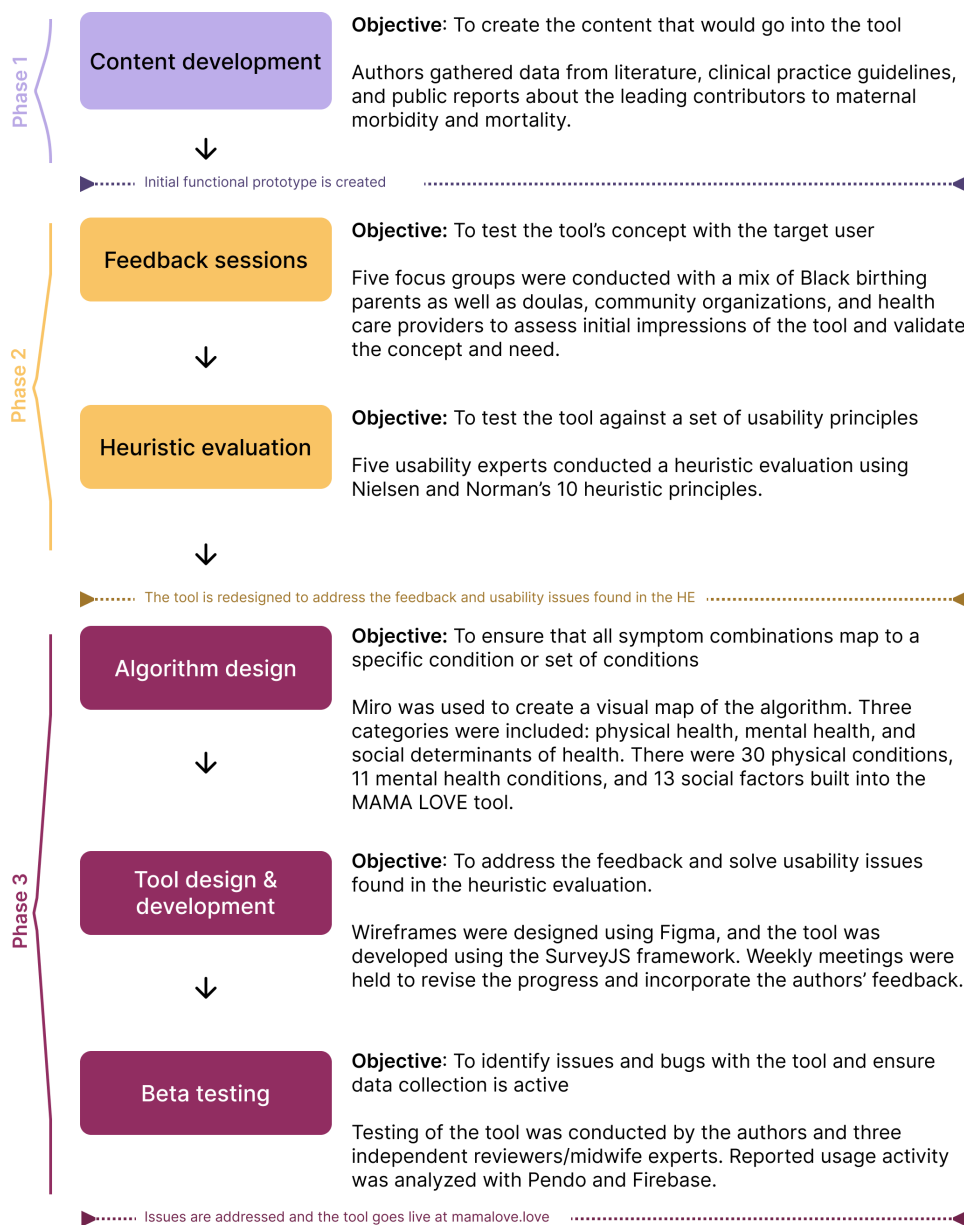 Phase 1
Content development
Objective: To create the content that would go into the tool
Authors gathered data from literature, clinical practice guidelines,
and public reports about the leading contributors to maternal
morbidity and mortality.
Initial functional prototype is created
Phase 2
Feedback sessions
Objective: To test the tool’s concept with the target user
Five focus groups were conducted with a mix of Black birthing
parents as well as doulas, community organizations, and health
care providers to assess initial impressions of the tool and validate
the concept and need.
Heuristic evaluation
Objective: To test the tool against a set of usability principles
Five usability experts conducted a heuristic evaluation using
Nielsen and Norman’s 10 heuristic principles.
The tool is redesigned to address the feedback and usability issues found in the HE
Phase 3
Algorithm design
Objective: To ensure that all symptom combinations map to a
specific condition or set of conditions
Miro was used to create a visual map of the algorithm. Three
categories were included: physical health, mental health, and
social determinants of health. There were 30 physical conditions,
11 mental health conditions, and 13 social factors built into the
MAMA LOVE tool.
Tool design &
development
Objective: To address the feedback and solve usability issues
found in the heuristic evaluation.
Wireframes were designed using Figma, and the tool was
developed using the SurveyJS framework. Weekly meetings were
held to revise the progress and incorporate the authors’ feedback.
Beta testing
Objective: To identify issues and bugs with the tool and ensure
data collection is active
Testing of the tool was conducted by the authors and three
independent reviewers/midwife experts. Reported usage activity
was analyzed with Pendo and Firebase.
Issues are addressed and the tool goes live at mamalove.love